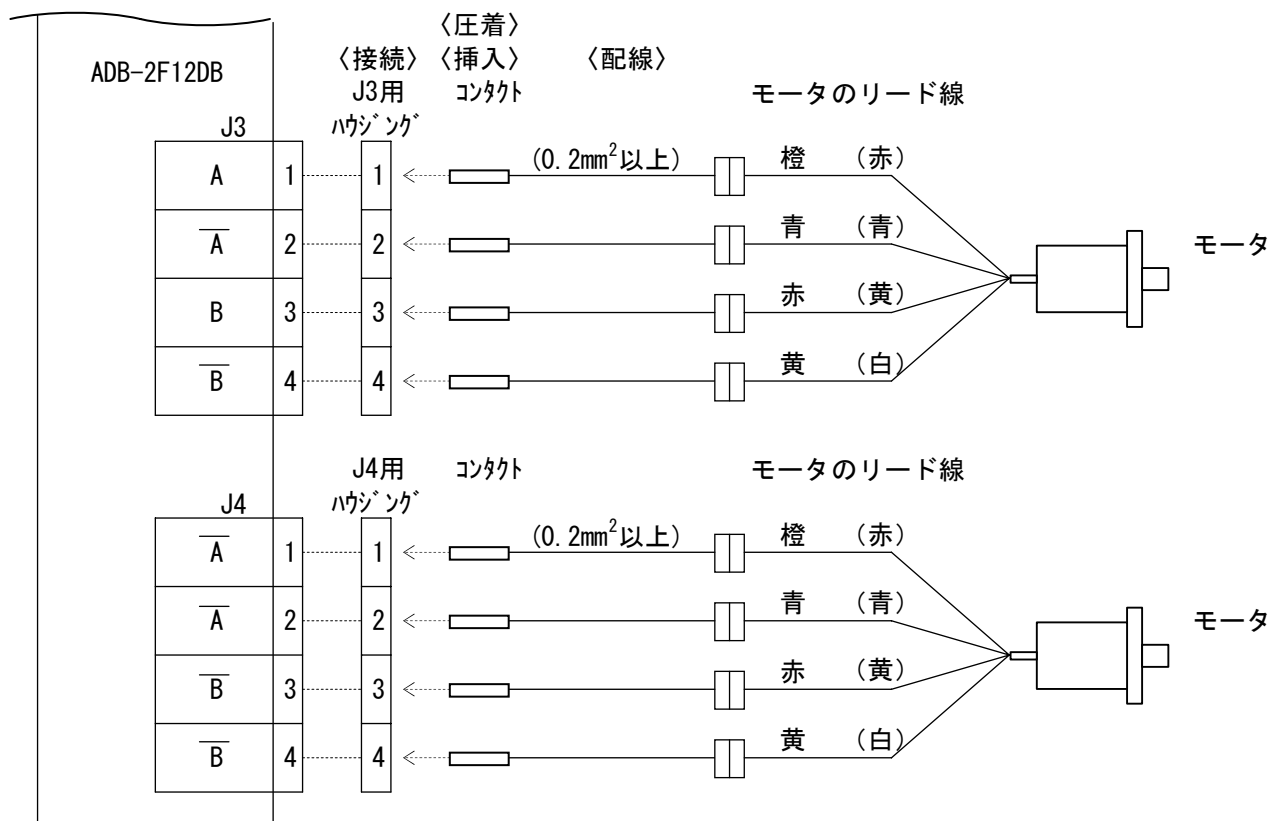 〈圧着〉
ADB-2F12DB 〈接続〉 〈挿入〉 〈配線〉
J3用 コンタクト モータのリード線
J3 ハウジング
A 1 1 (0.2mm²以上) 橙 (赤)
A̅ 2 2 青 (青) モータ
B 3 3 赤 (黄)
B̅ 4 4 黄 (白)
J4用 コンタクト モータのリード線
J4 ハウジング
A̅ 1 1 (0.2mm²以上) 橙 (赤)
A̅ 2 2 青 (青) モータ
B̅ 3 3 赤 (黄)
B̅ 4 4 黄 (白)